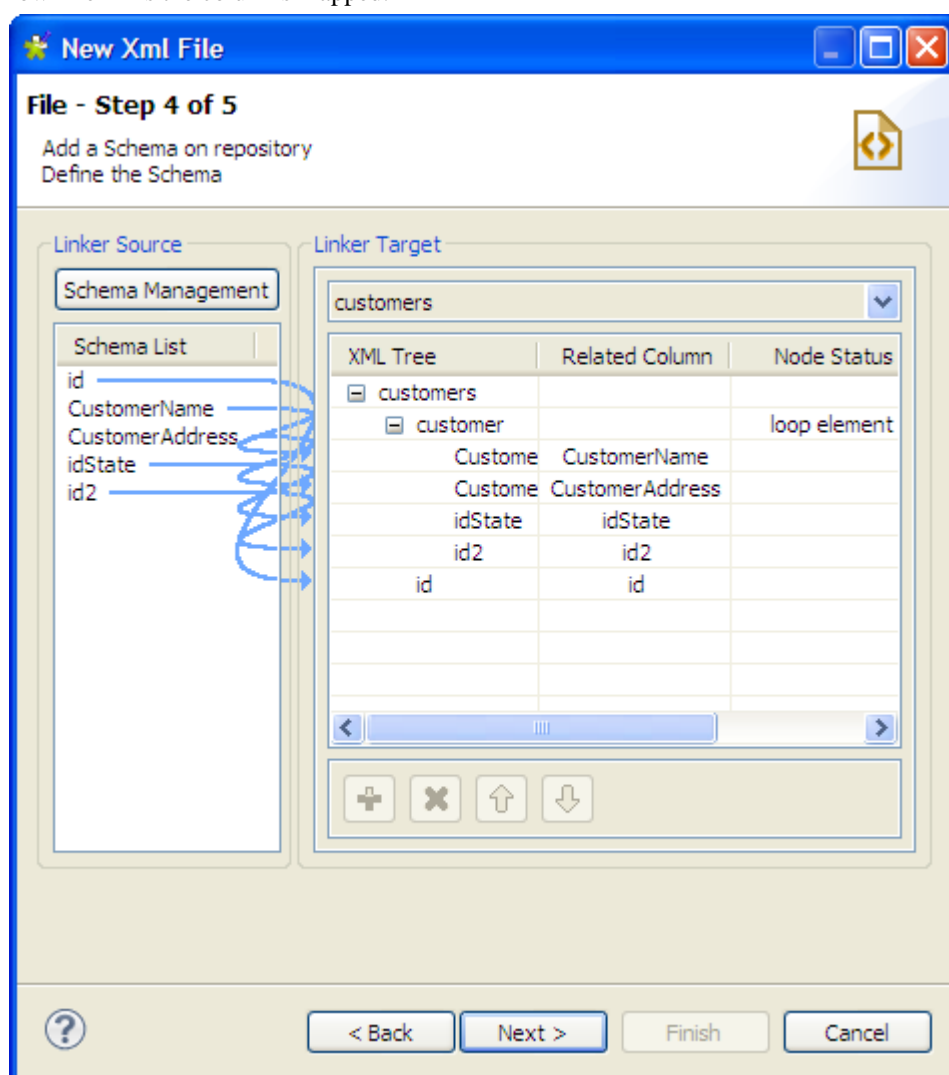 New Xml File
File - Step 4 of 5
Add a Schema on repository
Define the Schema
Linker Source
Linker Target
Schema Management
customers
Schema List
id
CustomerName
CustomerAddress
idState
id2
XML Tree Related Column Node Status
customers
customer loop element
Custome CustomerName
Custome CustomerAddress
idState idState
id2 id2
id id
< Back Next > Finish Cancel